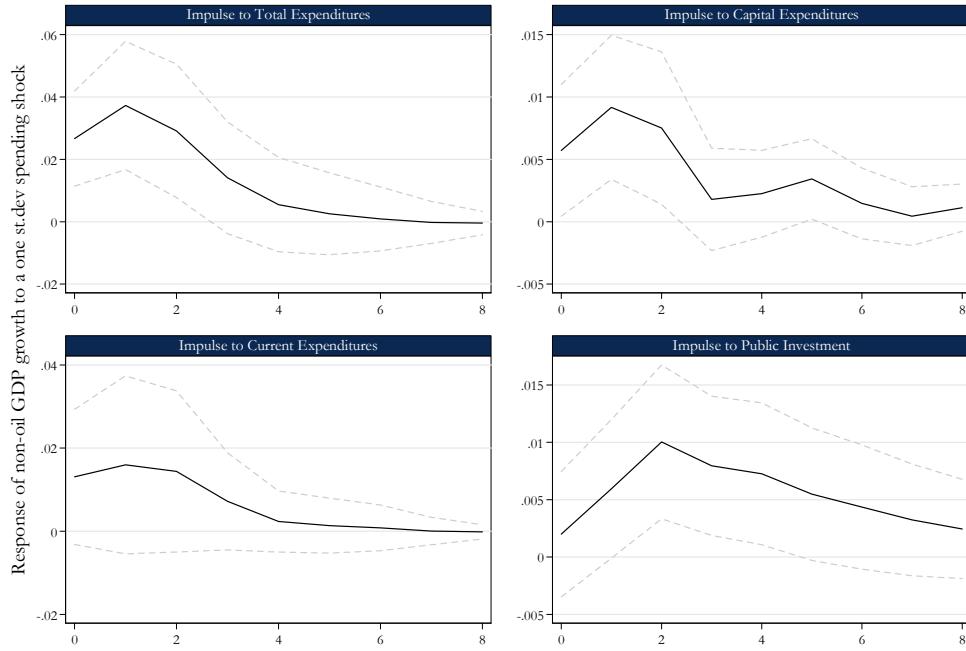 Response of non-oil GDP growth to a one st.dev spending shock
Impulse to Total Expenditures
.06
.04
.02
0
-.02
0 2 4 6 8
Impulse to Capital Expenditures
.015
.01
.005
0
-.005
0 2 4 6 8
Impulse to Current Expenditures
.04
.02
0
-.02
0 2 4 6 8
Impulse to Public Investment
.015
.01
.005
0
-.005
0 2 4 6 8